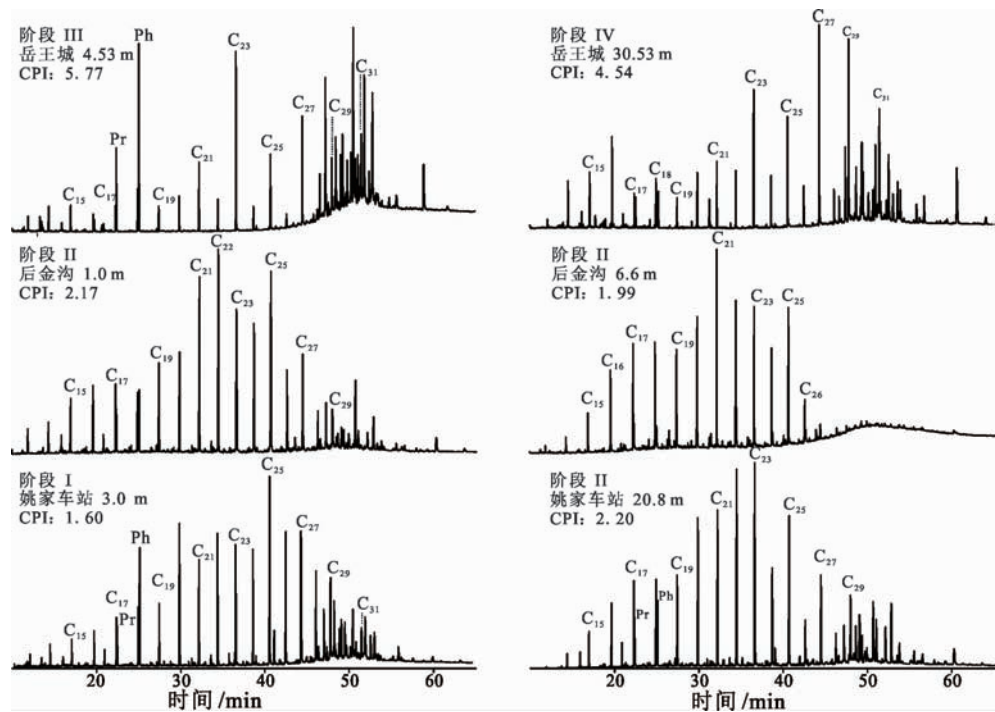 阶段 III
岳王城 4.53 m
CPI: 5.77
Ph
Pr
C15
C17
C19
C21
C23
C25
C27
C29
C31
阶段 IV
岳王城 30.53 m
CPI: 4.54
C15
C17
C18
C19
C21
C23
C25
C27
C29
C31
阶段 II
后金沟 1.0 m
CPI: 2.17
C15
C17
C19
C21
C22
C23
C25
C27
C29
阶段 II
后金沟 6.6 m
CPI: 1.99
C15
C16
C17
C19
C21
C23
C25
C26
阶段 I
姚家车站 3.0 m
CPI: 1.60
C15
C17
Pr
Ph
C19
C21
C23
C25
C27
C29
C31
20 30 40 50 60
时间/min
阶段 II
姚家车站 20.8 m
CPI: 2.20
C15
C17
Pr
Ph
C19
C21
C23
C25
C27
C29
20 30 40 50 60
时间/min